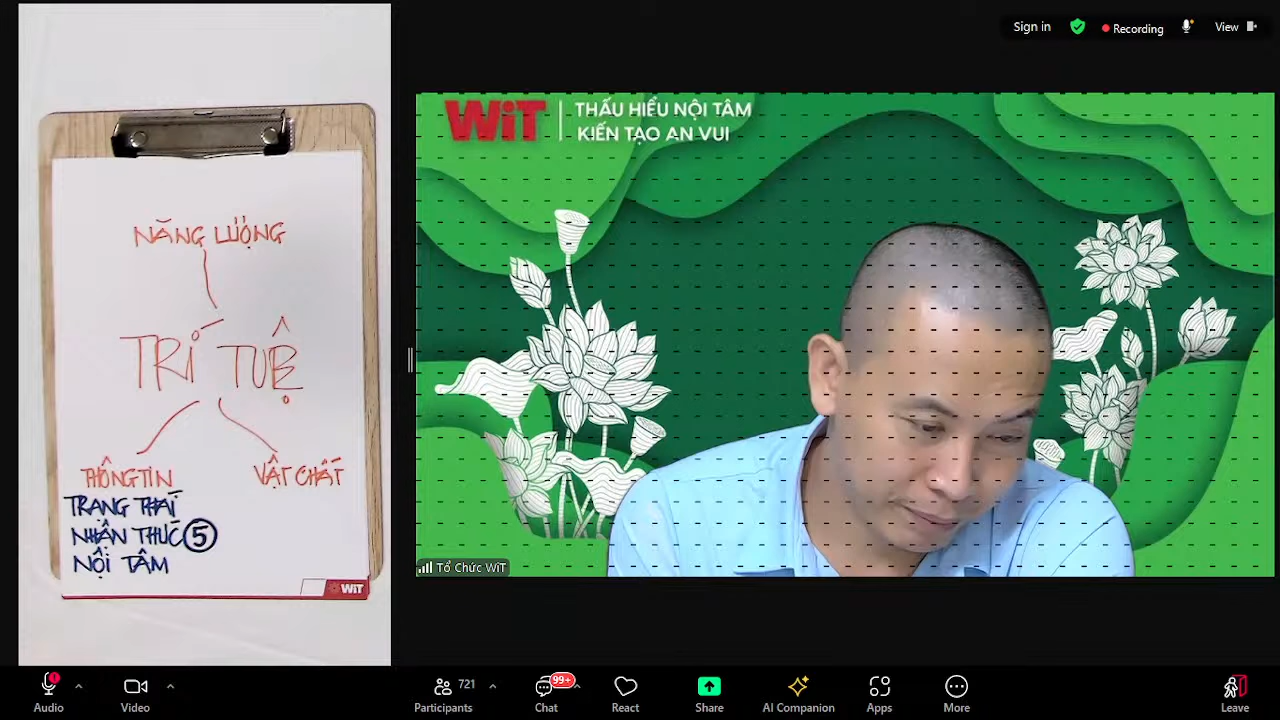 Sign in
Recording
View
WiT
THẤU HIỂU NỘI TÂM
KIẾN TẠO AN VUI
NĂNG LƯỢNG
TRÍ TUỆ
THÔNG TIN
VẬT CHẤT
TRẠNG THÁI
NHẬN THỨC 5
NỘI TÂM
WiT
Tổ Chức WiT
Audio
Video
Participants
721
Chat
99+
React
Share
AI Companion
Apps
More
Leave